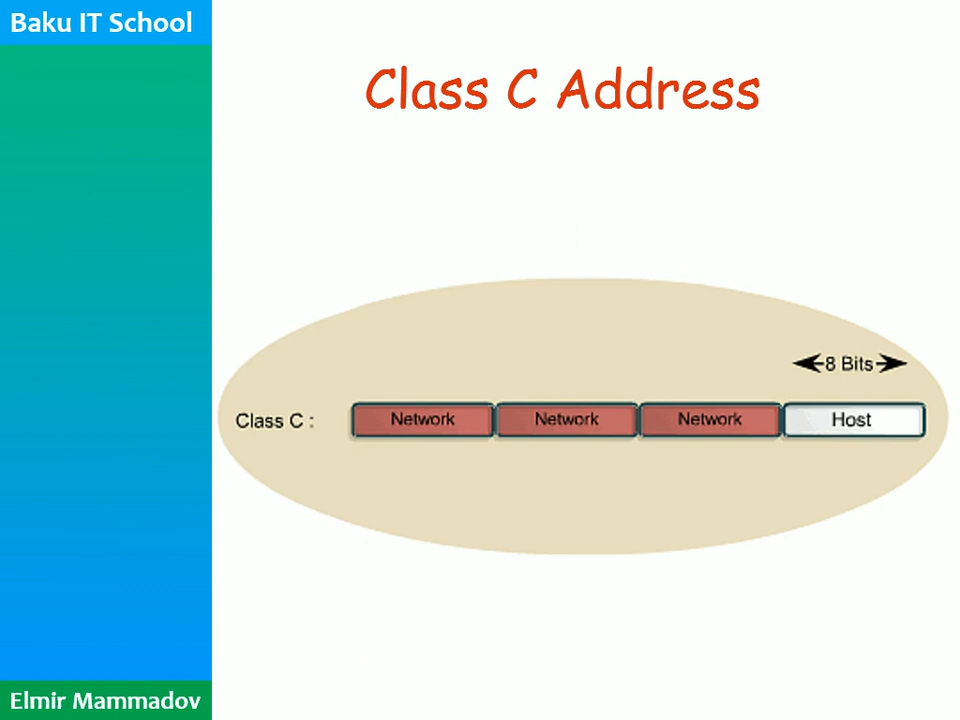 Baku IT School
Class C Address
8 Bits
Class C :
Network
Network
Network
Host
Elmir Mammadov